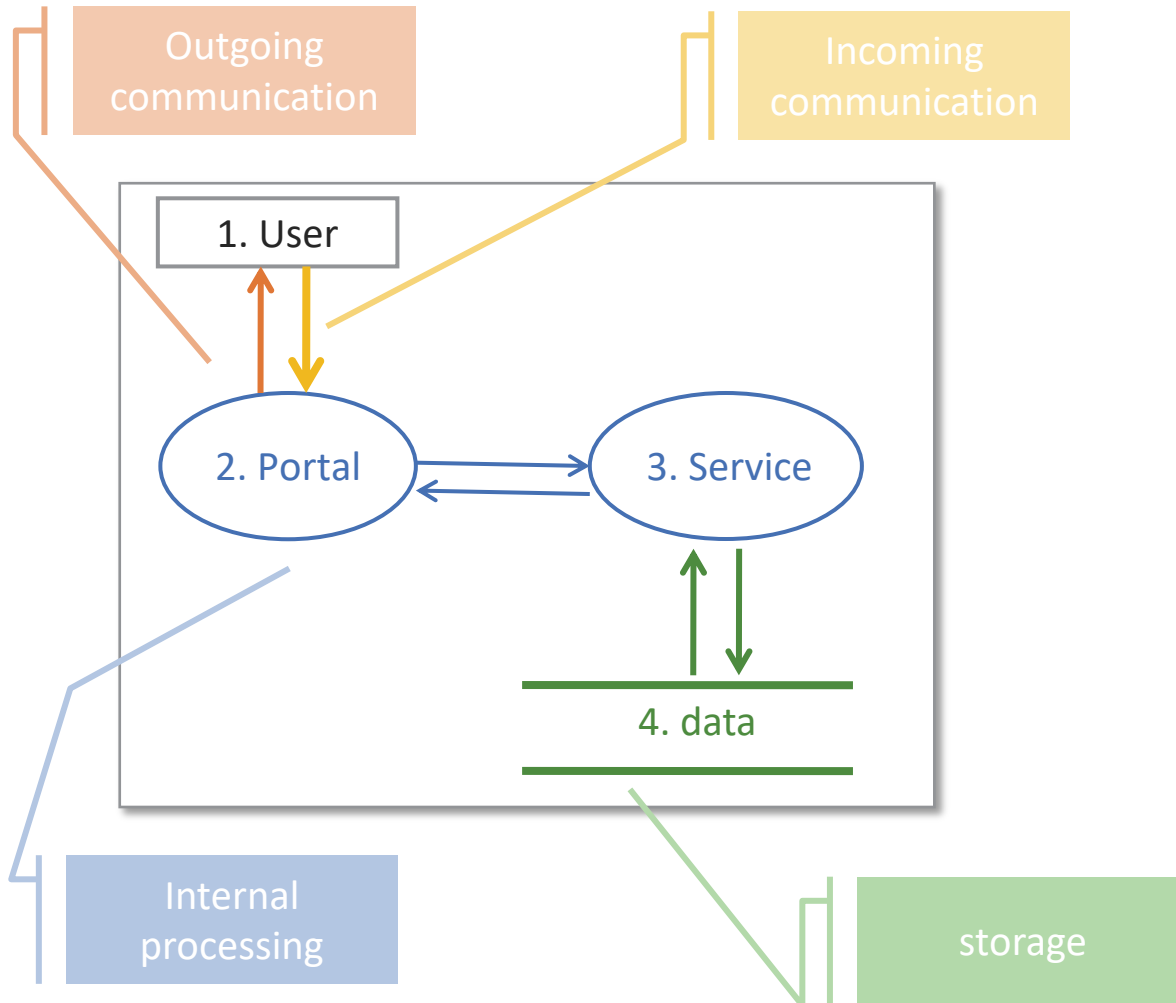 Outgoing
communication
Incoming
communication
1. User
2. Portal
3. Service
4. data
Internal
processing
storage